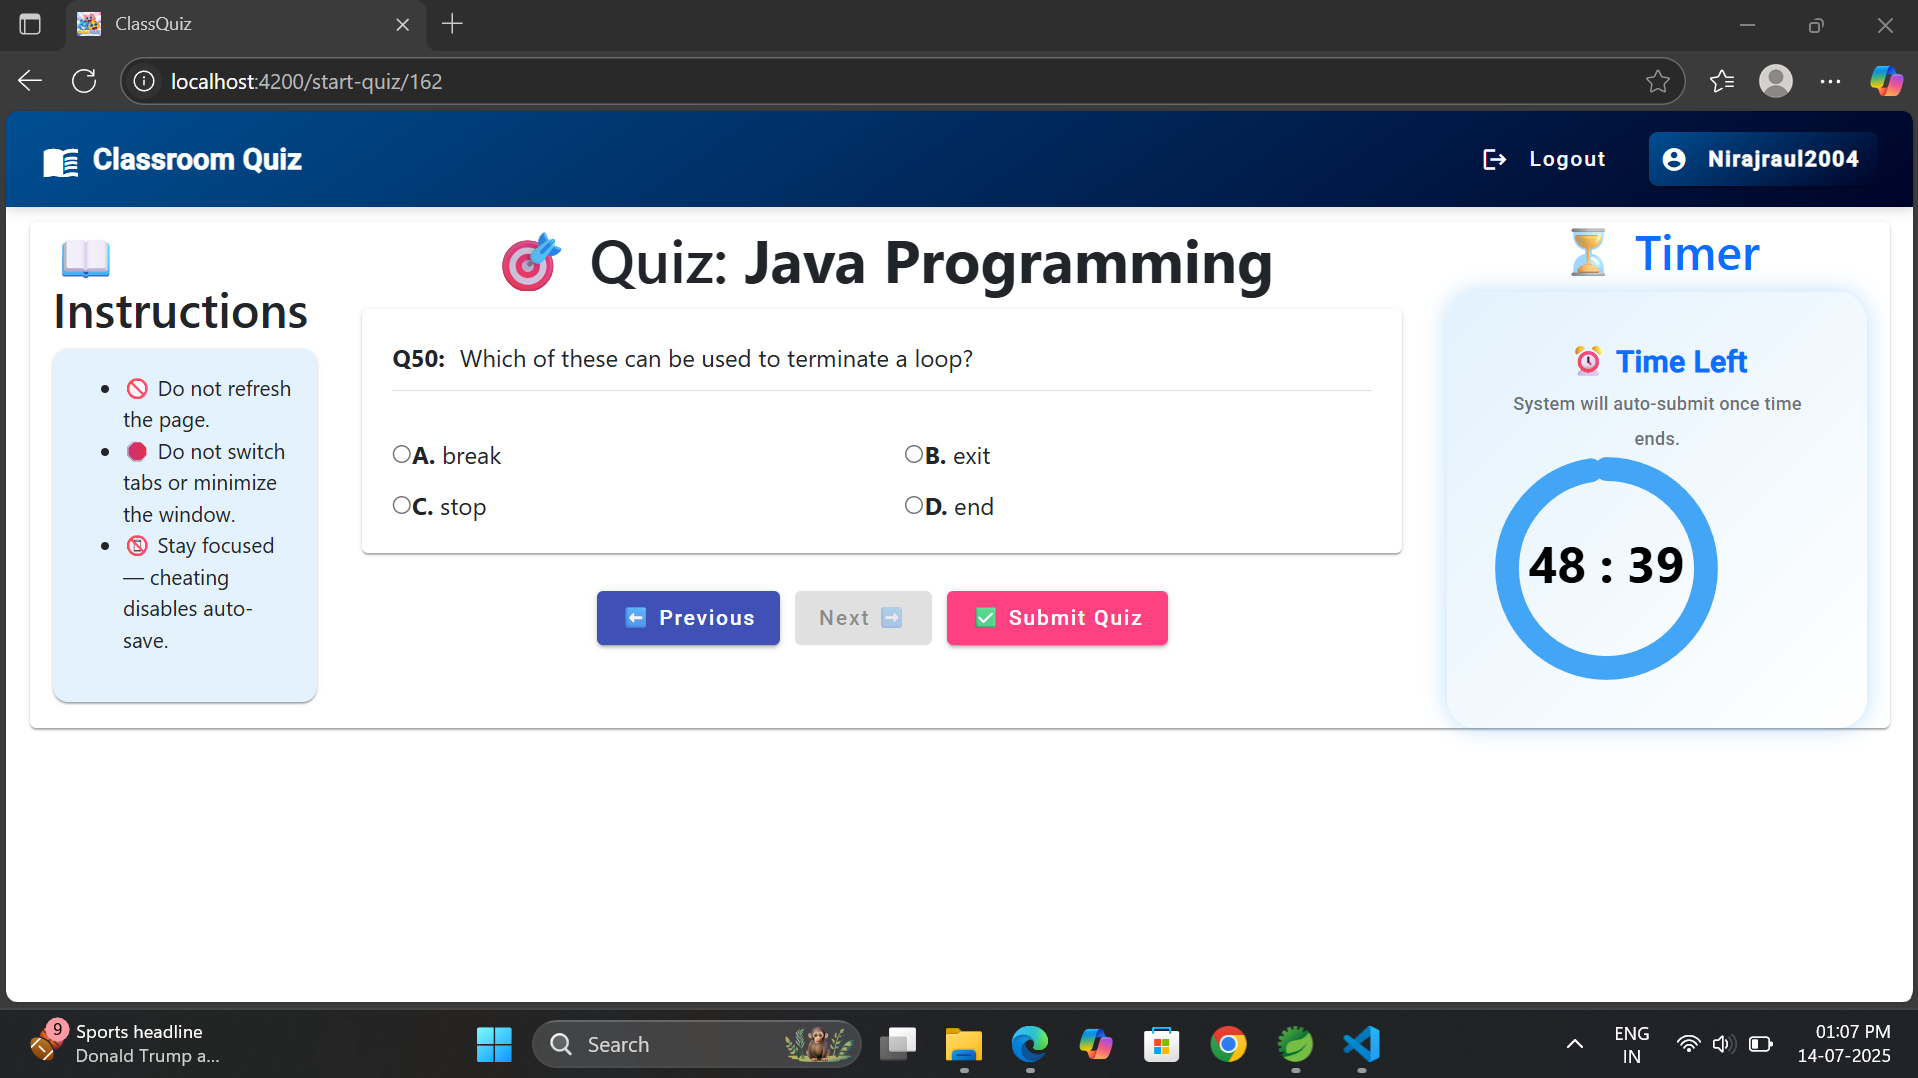 ClassQuiz
localhost:4200/start-quiz/162
Classroom Quiz
Logout
Nirajraul2004
📖 Instructions
🚫 Do not refresh
the page.
🛑 Do not switch
tabs or minimize
the window.
📵 Stay focused
— cheating
disables auto-
save.
🎯 Quiz: Java Programming
Q50: Which of these can be used to terminate a loop?
A. break
B. exit
C. stop
D. end
⬅️ Previous
Next ➡️
✅ Submit Quiz
⏳ Timer
⏰ Time Left
System will auto-submit once time
ends.
48 : 39
9
Sports headline
Donald Trump a...
Search
ENG
IN
01:07 PM
14-07-2025